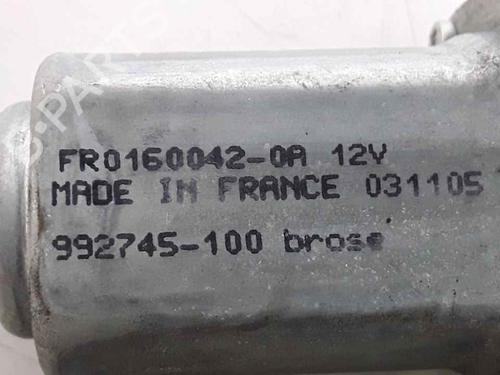 FR0160042-0A 12V
MADE IN FRANCE 031105
992745-100 brose